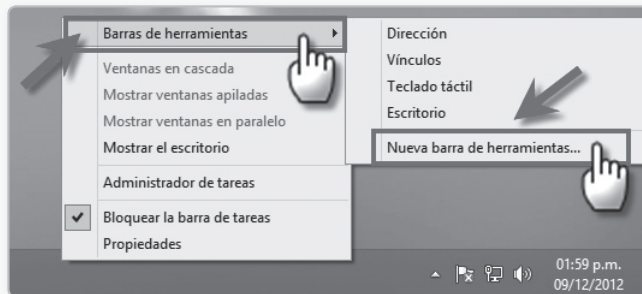 Barras de herramientas
Ventanas en cascada
Mostrar ventanas apiladas
Mostrar ventanas en paralelo
Mostrar el escritorio
Administrador de tareas
Bloquear la barra de tareas
Propiedades
Dirección
Vínculos
Teclado táctil
Escritorio
Nueva barra de herramientas...
01:59 p.m.
09/12/2012